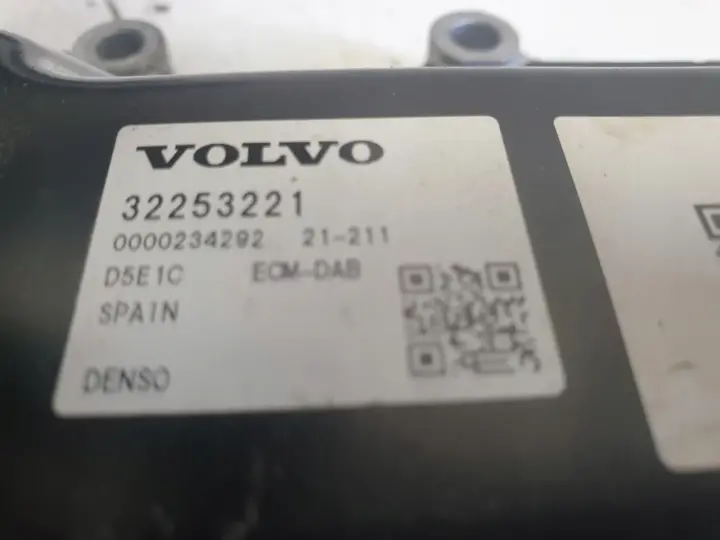 VOLVO
32253221
0000234292 21-211
D5E1C ECM-DAB
SPAIN
DENSO